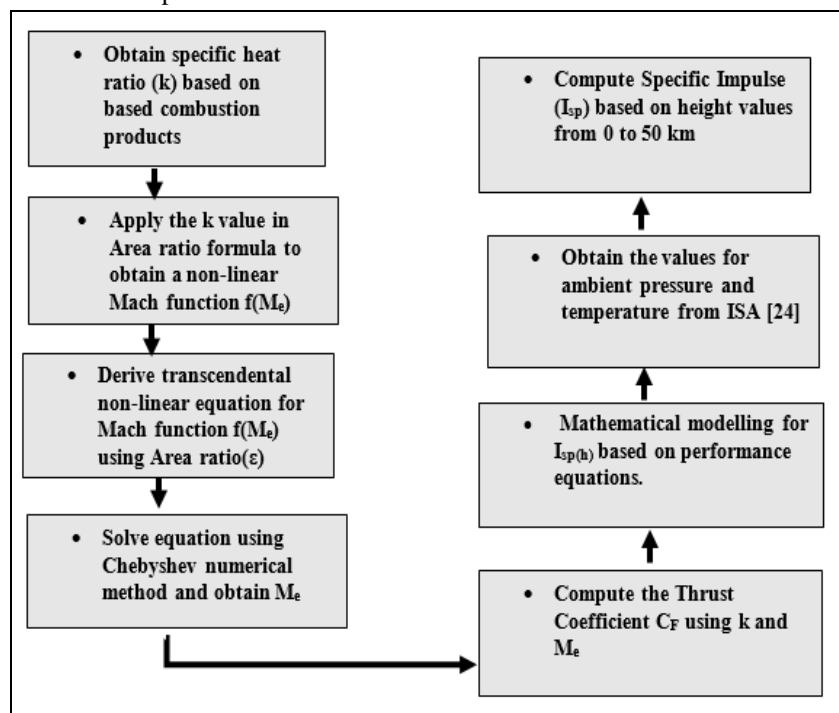 • Obtain specific heat
ratio (k) based on
based combustion
products
• Apply the k value in
Area ratio formula to
obtain a non-linear
Mach function f(Mₑ)
• Derive transcendental
non-linear equation for
Mach function f(Mₑ)
using Area ratio(ε)
• Solve equation using
Chebyshev numerical
method and obtain Mₑ
• Compute the Thrust
Coefficient C_F using k and
Mₑ
• Mathematical modelling for
I_sp(h) based on performance
equations.
• Obtain the values for
ambient pressure and
temperature from ISA [24]
• Compute Specific Impulse
(I_sp) based on height values
from 0 to 50 km